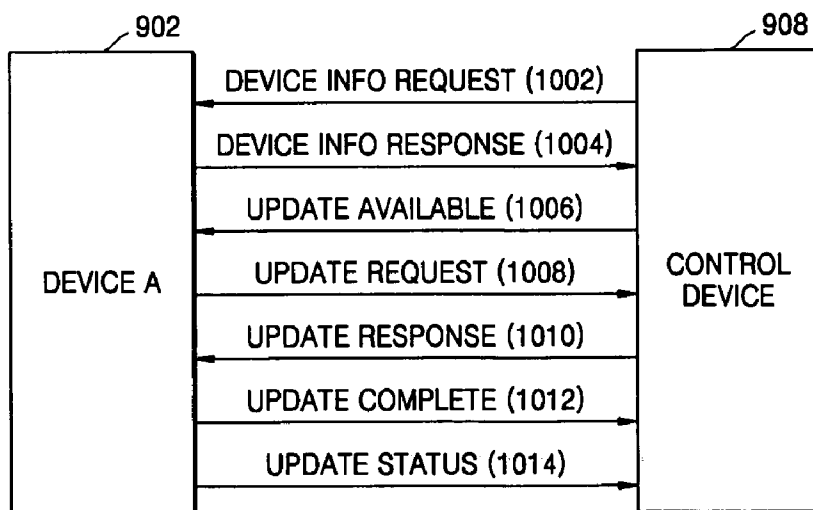 902
908
DEVICE INFO REQUEST (1002)
DEVICE INFO RESPONSE (1004)
UPDATE AVAILABLE (1006)
UPDATE REQUEST (1008)
UPDATE RESPONSE (1010)
UPDATE COMPLETE (1012)
UPDATE STATUS (1014)
DEVICE A
CONTROL
DEVICE